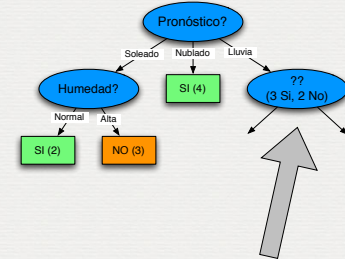 Pronóstico?
Soleado
Nublado
Lluvia
Humedad?
SI (4)
??
(3 Si, 2 No)
Normal
Alta
SI (2)
NO (3)